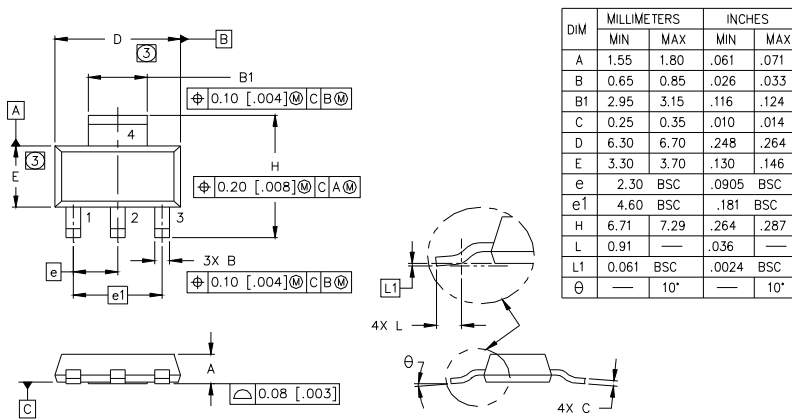 D
B
3
B1
⌖ 0.10 [.004] Ⓜ C B Ⓜ
A
4
3
E
H
⌖ 0.20 [.008] Ⓜ C A Ⓜ
1 2 3
e
3X B
e1
⌖ 0.10 [.004] Ⓜ C B Ⓜ
L1
4X L
A
θ
C
⌓ 0.08 [.003]
4X C
DIM MILLIMETERS INCHES
MIN MAX MIN MAX
A 1.55 1.80 .061 .071
B 0.65 0.85 .026 .033
B1 2.95 3.15 .116 .124
C 0.25 0.35 .010 .014
D 6.30 6.70 .248 .264
E 3.30 3.70 .130 .146
e 2.30 BSC .0905 BSC
e1 4.60 BSC .181 BSC
H 6.71 7.29 .264 .287
L 0.91 — .036 —
L1 0.061 BSC .0024 BSC
θ — 10° — 10°